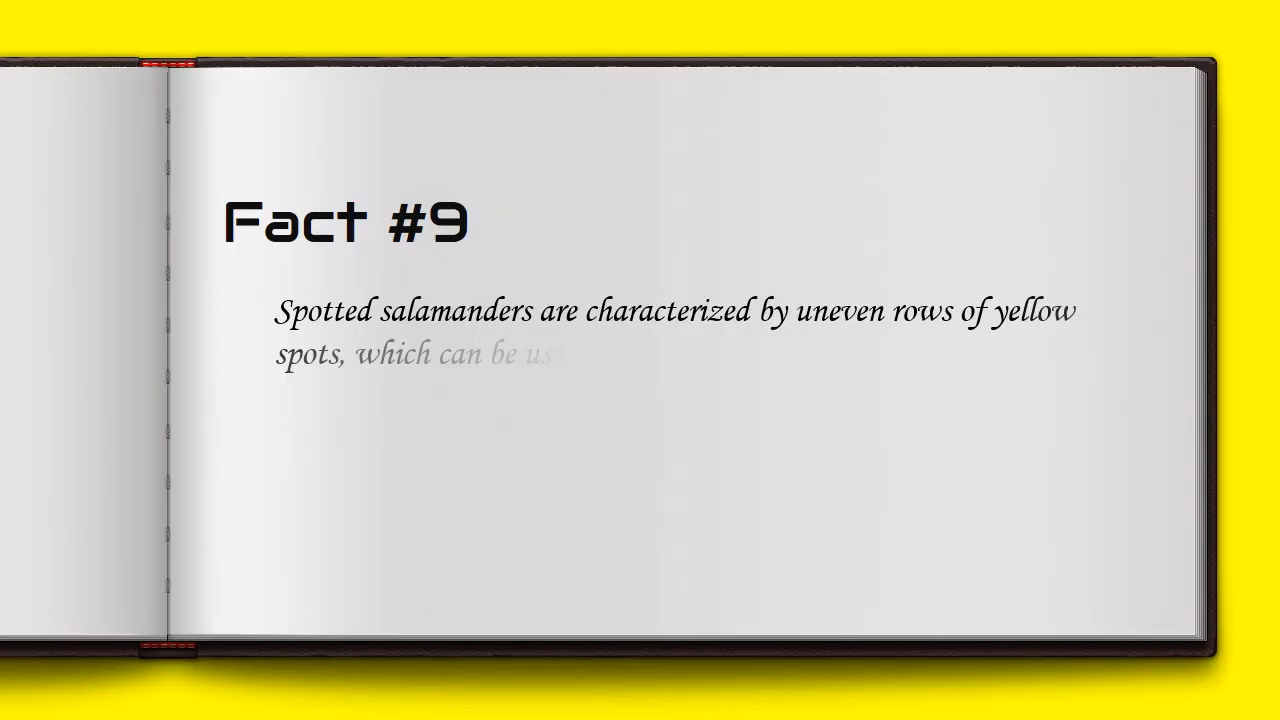 Fact #9
Spotted salamanders are characterized by uneven rows of yellow
spots, which can be